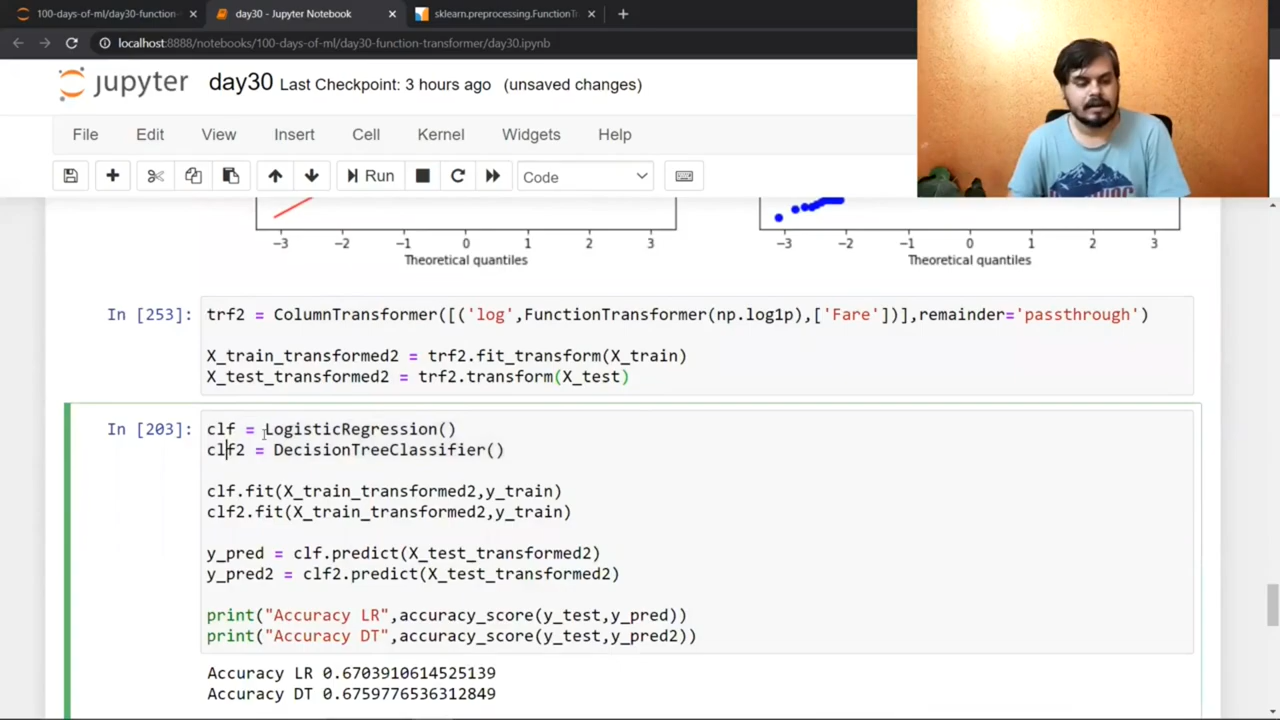 100-days-of-ml/day30-function-
day30 - Jupyter Notebook
sklearn.preprocessing.FunctionTr
localhost:8888/notebooks/100-days-of-ml/day30-function-transformer/day30.ipynb
jupyter day30 Last Checkpoint: 3 hours ago (unsaved changes)
File Edit View Insert Cell Kernel Widgets Help
Run Code
−3 −2 −1 0 1 2 3
Theoretical quantiles
−3 −2 −1 0 1 2 3
Theoretical quantiles
In [253]: trf2 = ColumnTransformer([('log',FunctionTransformer(np.log1p),['Fare'])],remainder='passthrough')
X_train_transformed2 = trf2.fit_transform(X_train)
X_test_transformed2 = trf2.transform(X_test)
In [203]: clf = LogisticRegression()
clf2 = DecisionTreeClassifier()
clf.fit(X_train_transformed2,y_train)
clf2.fit(X_train_transformed2,y_train)
y_pred = clf.predict(X_test_transformed2)
y_pred2 = clf2.predict(X_test_transformed2)
print("Accuracy LR",accuracy_score(y_test,y_pred))
print("Accuracy DT",accuracy_score(y_test,y_pred2))
Accuracy LR 0.6703910614525139
Accuracy DT 0.6759776536312849